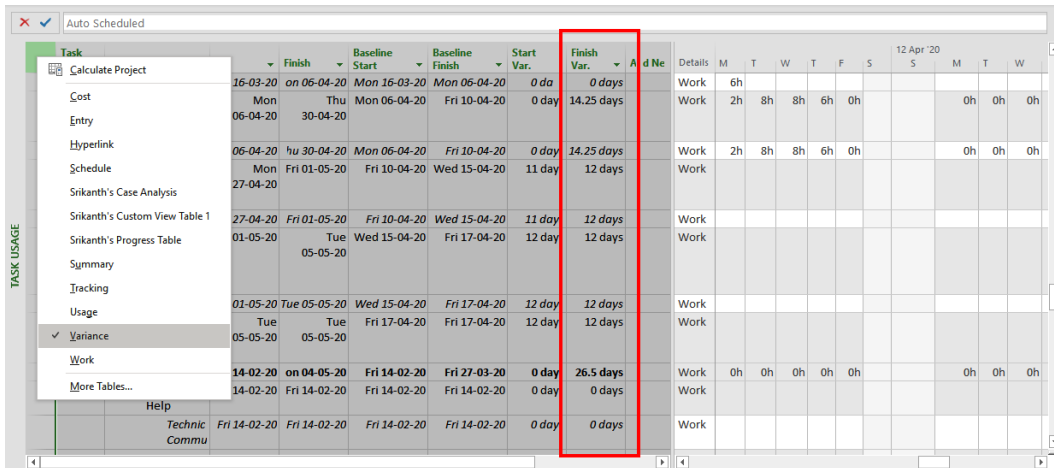 Auto Scheduled
Task Finish Baseline Start Baseline Finish Start Var. Finish Var. Details 12 Apr '20
M T W T F S S M T W
TASK USAGE
Calculate Project
Cost
Entry
Hyperlink
Schedule
Srikanth's Case Analysis
Srikanth's Custom View Table 1
Srikanth's Progress Table
Summary
Tracking
Usage
Variance
Work
More Tables...
16-03-20 on 06-04-20 Mon 16-03-20 Mon 06-04-20 0 da 0 days Work 6h
Mon Thu Mon 06-04-20 Fri 10-04-20 0 day 14.25 days Work 2h 8h 8h 6h 0h 0h 0h 0h
06-04-20 30-04-20
06-04-20 hu 30-04-20 Mon 06-04-20 Fri 10-04-20 0 day 14.25 days Work 2h 8h 8h 6h 0h 0h 0h 0h
Mon Fri 01-05-20 Fri 10-04-20 Wed 15-04-20 11 day 12 days Work
27-04-20
27-04-20 Fri 01-05-20 Fri 10-04-20 Wed 15-04-20 11 day 12 days Work
01-05-20 Tue Wed 15-04-20 Fri 17-04-20 12 day 12 days Work
05-05-20
01-05-20 Tue 05-05-20 Wed 15-04-20 Fri 17-04-20 12 day 12 days Work
Tue Tue Fri 17-04-20 Fri 17-04-20 12 day 12 days Work
05-05-20 05-05-20
14-02-20 on 04-05-20 Fri 14-02-20 Fri 27-03-20 0 day 26.5 days Work 0h 0h 0h 0h 0h 0h 0h 0h
14-02-20 Fri 14-02-20 Fri 14-02-20 Fri 14-02-20 0 day 0 days Work
Help
Technic Fri 14-02-20 Fri 14-02-20 Fri 14-02-20 Fri 14-02-20 0 day 0 days Work
Commu